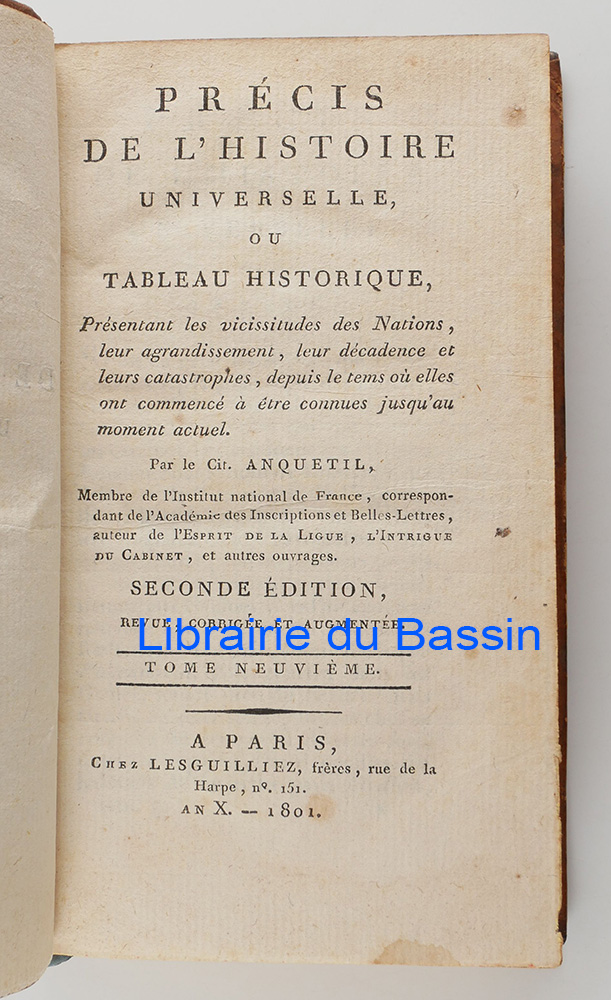 PRÉCIS
DE L'HISTOIRE
UNIVERSELLE,
OU
TABLEAU HISTORIQUE,
Présentant les vicissitudes des Nations,
leur agrandissement, leur décadence et
leurs catastrophes, depuis le tems où elles
ont commencé à être connues jusqu'au
moment actuel.
Par le Cit. ANQUETIL,
Membre de l'Institut national de France, correspon-
dant de l'Académie des Inscriptions et Belles-Lettres,
auteur de l'ESPRIT DE LA LIGUE, L'INTRIGUE
DU CABINET, et autres ouvrages.
SECONDE ÉDITION,
REVUE, CORRIGÉE ET AUGMENTÉE
Librairie du Bassin
TOME NEUVIÈME.
A PARIS,
CHEZ LESGUILLIEZ, frères, rue de la
Harpe, nº. 151.
AN X. — 1801.